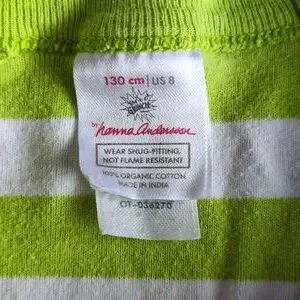 130 cm | US 8
by hanna andersson
WEAR SNUG-FITTING,
NOT FLAME RESISTANT
100% ORGANIC COTTON
MADE IN INDIA
OT-036270